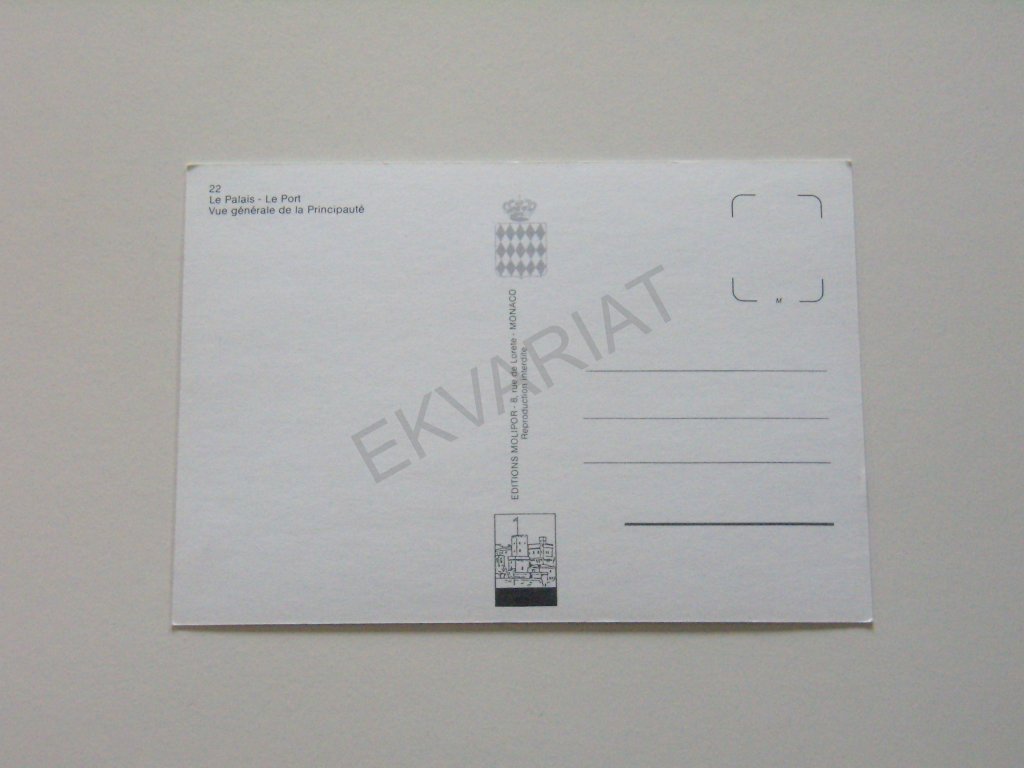 22
Le Palais - Le Port
Vue générale de la Principauté
EDITIONS MOLIPOR - 8, rue de Lorete - MONACO
Reproduction interdite
M
EKVARIAT